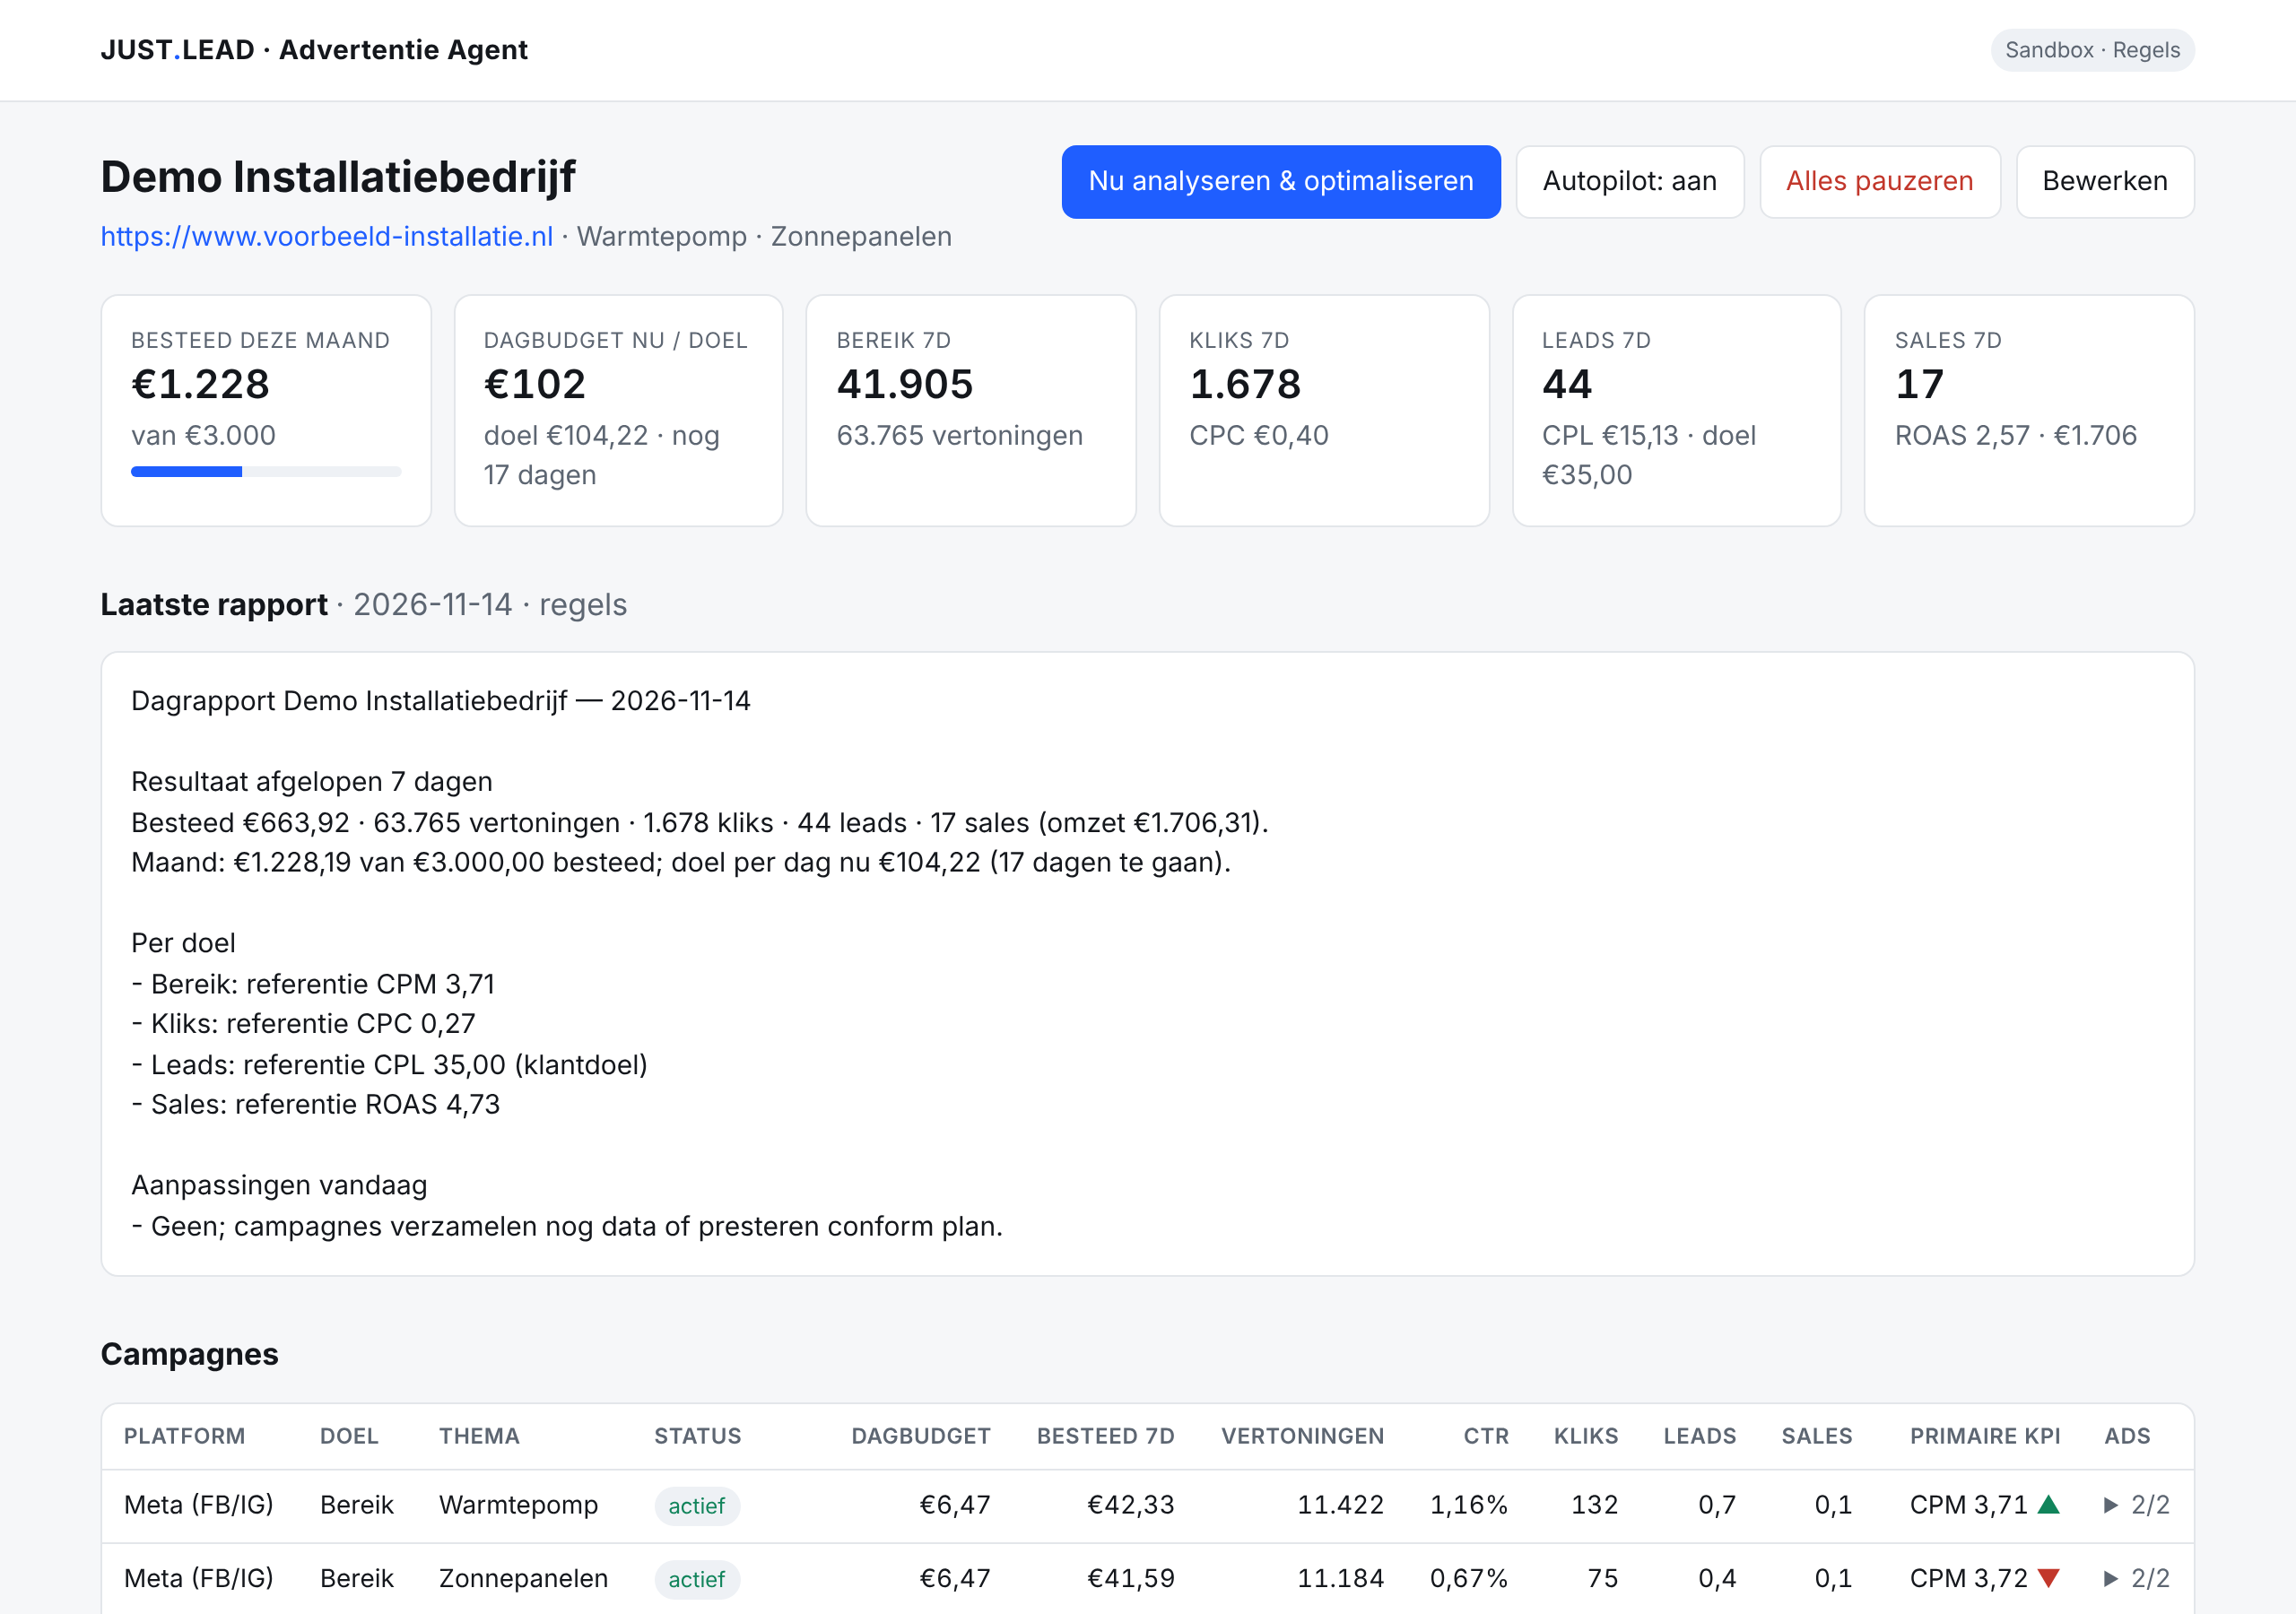 JUST.LEAD · Advertentie Agent
Sandbox · Regels
Demo Installatiebedrijf
Nu analyseren & optimaliseren
Autopilot: aan
Alles pauzeren
Bewerken
https://www.voorbeeld-installatie.nl · Warmtepomp · Zonnepanelen
BESTEED DEZE MAAND
€1.228
van €3.000
DAGBUDGET NU / DOEL
€102
doel €104,22 · nog
17 dagen
BEREIK 7D
41.905
63.765 vertoningen
KLIKS 7D
1.678
CPC €0,40
LEADS 7D
44
CPL €15,13 · doel
€35,00
SALES 7D
17
ROAS 2,57 · €1.706
Laatste rapport · 2026-11-14 · regels
Dagrapport Demo Installatiebedrijf — 2026-11-14
Resultaat afgelopen 7 dagen
Besteed €663,92 · 63.765 vertoningen · 1.678 kliks · 44 leads · 17 sales (omzet €1.706,31).
Maand: €1.228,19 van €3.000,00 besteed; doel per dag nu €104,22 (17 dagen te gaan).
Per doel
- Bereik: referentie CPM 3,71
- Kliks: referentie CPC 0,27
- Leads: referentie CPL 35,00 (klantdoel)
- Sales: referentie ROAS 4,73
Aanpassingen vandaag
- Geen; campagnes verzamelen nog data of presteren conform plan.
Campagnes
PLATFORM DOEL THEMA STATUS DAGBUDGET BESTEED 7D VERTONINGEN CTR KLIKS LEADS SALES PRIMAIRE KPI ADS
Meta (FB/IG) Bereik Warmtepomp actief €6,47 €42,33 11.422 1,16% 132 0,7 0,1 CPM 3,71 ▲ ▶ 2/2
Meta (FB/IG) Bereik Zonnepanelen actief €6,47 €41,59 11.184 0,67% 75 0,4 0,1 CPM 3,72 ▼ ▶ 2/2